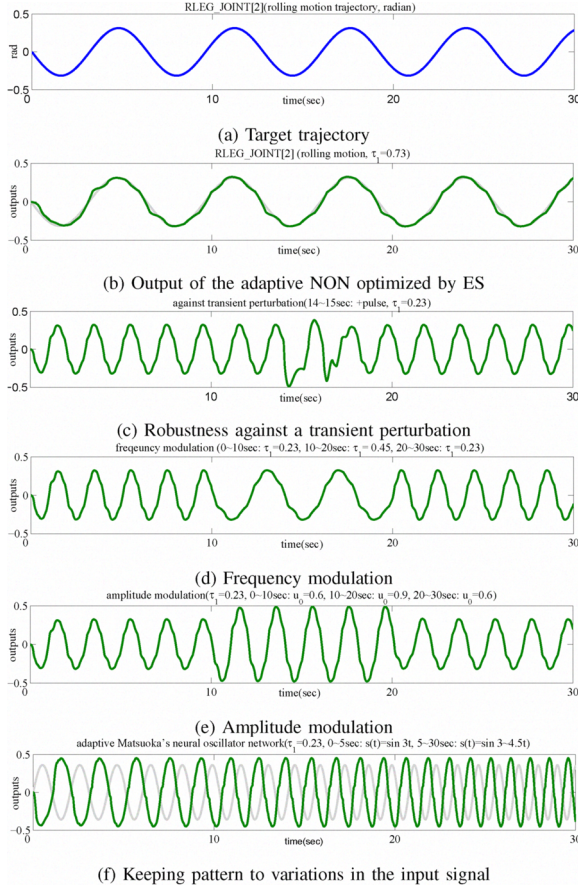 RLEG_JOINT[2](rolling motion trajectory, radian)
0.5
rad
0.0
-0.5
0
10
20
30
time(sec)
(a) Target trajectory
RLEG_JOINT[2] (rolling motion, τ1=0.73)
0.5
outputs
0
-0.5
0
10
20
30
time(sec)
(b) Output of the adaptive NON optimized by ES
against transient perturbation(14~15sec: +pulse, τ1=0.23)
0.5
outputs
0
-0.5
0
10
20
30
time(sec)
(c) Robustness against a transient perturbation
freqeuncy modulation (0~10sec: τ1=0.23, 10~20sec: τ1= 0.45, 20~30sec: τ1=0.23)
0.5
outputs
0
-0.5
0
10
20
30
time(sec)
(d) Frequency modulation
amplitude modulation(τ1=0.23, 0~10sec: u0=0.6, 10~20sec: u0=0.9, 20~30sec: u0=0.6)
0.5
outputs
0
-0.5
0
10
20
30
time(sec)
(e) Amplitude modulation
adaptive Matsuoka's neural oscillator network(τ1=0.23, 0~5sec: s(t)=sin 3t, 5~30sec: s(t)=sin 3~4.5t)
0.5
outputs
0
-0.5
0
10
20
30
time(sec)
(f) Keeping pattern to variations in the input signal